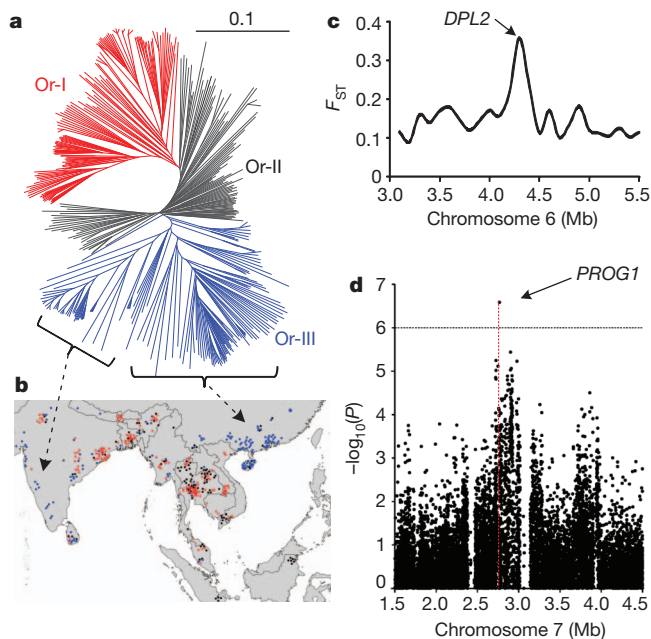 a
0.1
Or-I
Or-II
Or-III
b
c
DPL2
0.4
0.3
0.2
0.1
0
F_ST
3.0 3.5 4.0 4.5 5.0 5.5
Chromosome 6 (Mb)
d
PROG1
7
6
5
4
3
2
1
0
−log₁₀(P)
1.5 2.0 2.5 3.0 3.5 4.0 4.5
Chromosome 7 (Mb)